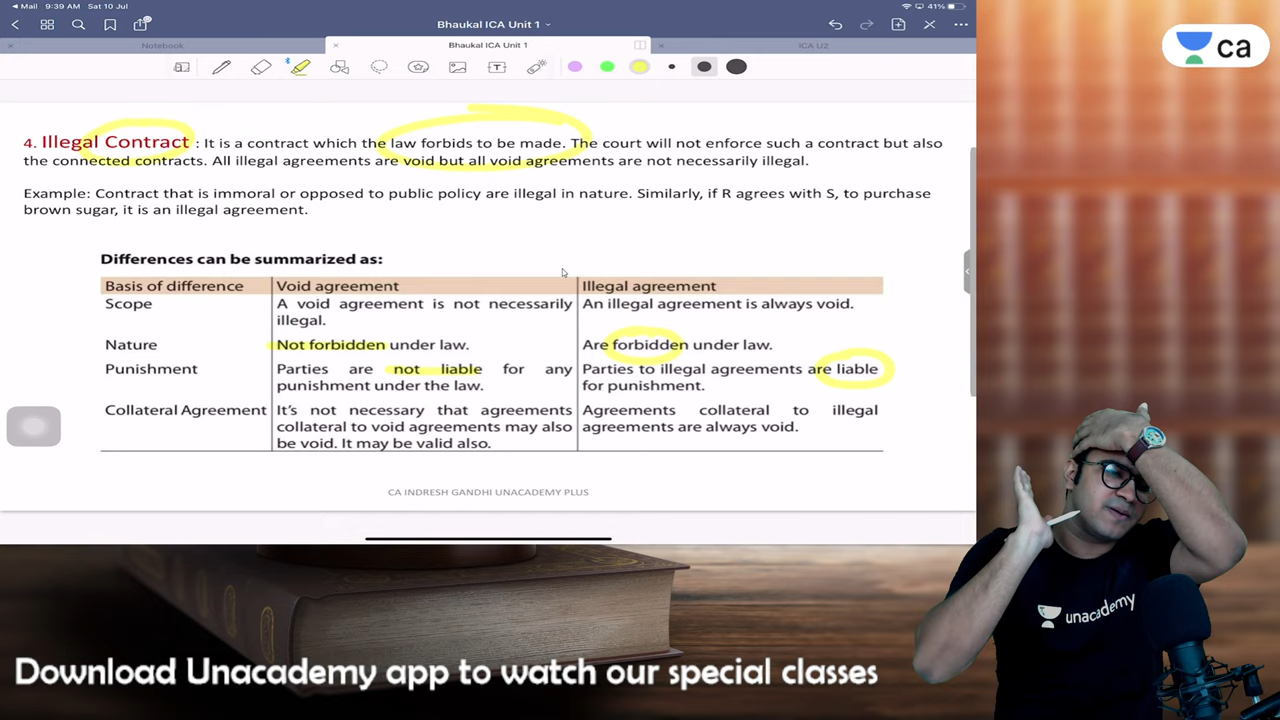 Mail 9:39 AM Sat 10 Jul 41%
Bhaukal ICA Unit 1
Notebook Bhaukal ICA Unit 1 ICA U2
ca
4. Illegal Contract : It is a contract which the law forbids to be made. The court will not enforce such a contract but also
the connected contracts. All illegal agreements are void but all void agreements are not necessarily illegal.
Example: Contract that is immoral or opposed to public policy are illegal in nature. Similarly, if R agrees with S, to purchase
brown sugar, it is an illegal agreement.
Differences can be summarized as:
Basis of difference Void agreement Illegal agreement
Scope A void agreement is not necessarily An illegal agreement is always void.
illegal.
Nature Not forbidden under law. Are forbidden under law.
Punishment Parties are not liable for any Parties to illegal agreements are liable
punishment under the law. for punishment.
Collateral Agreement It's not necessary that agreements Agreements collateral to illegal
collateral to void agreements may also agreements are always void.
be void. It may be valid also.
CA INDRESH GANDHI UNACADEMY PLUS
unacademy
Download Unacademy app to watch our special classes